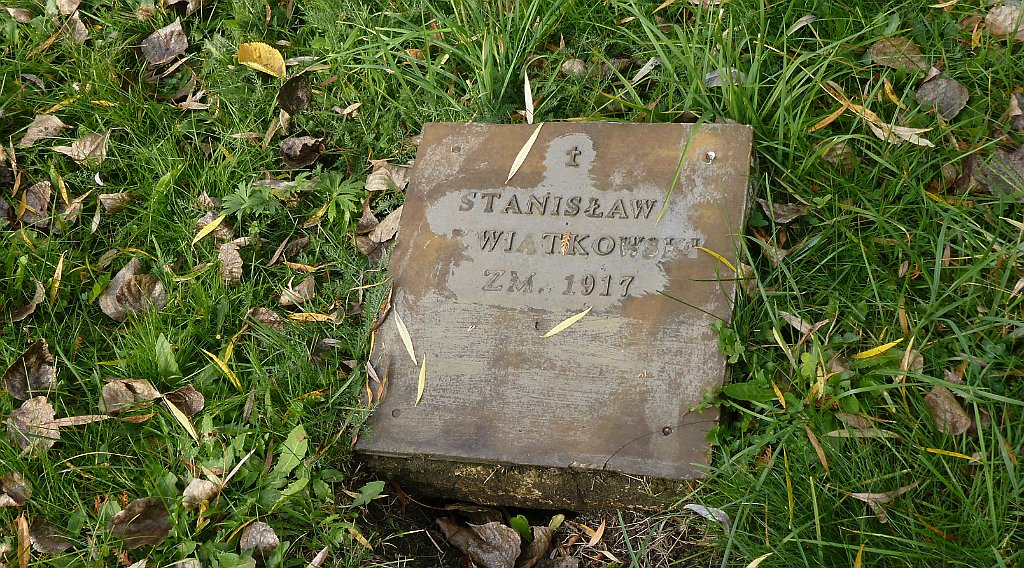 STANISŁAW
WIATKOWSKI
ZM. 1917